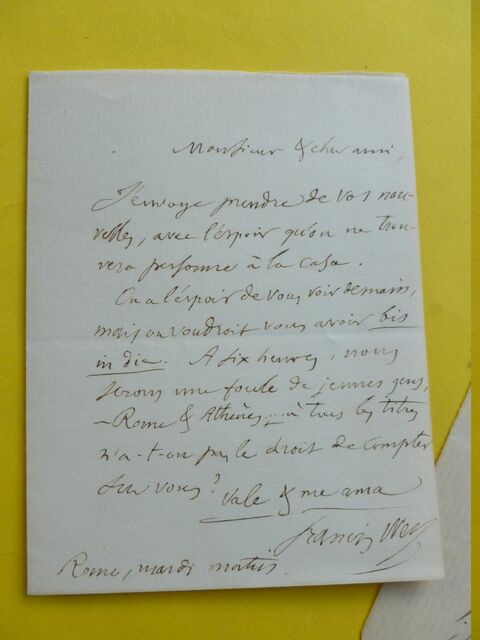 Monsieur & cher ami,
J'envoye prendre de vos nou-
velles, avec l'espoir qu'on ne trou-
vera personne à la casa.
On a l'espoir de vous voir demain,
mais on voudroit vous avoir bis
in die. A six heures, nous
serons une foule de jeunes gens,
– Rome & Athènes ... à tous les titres
n'a-t-on pas le droit de compter
sur vous? Vale & me ama
Francis Wey
Rome, mardi matin.